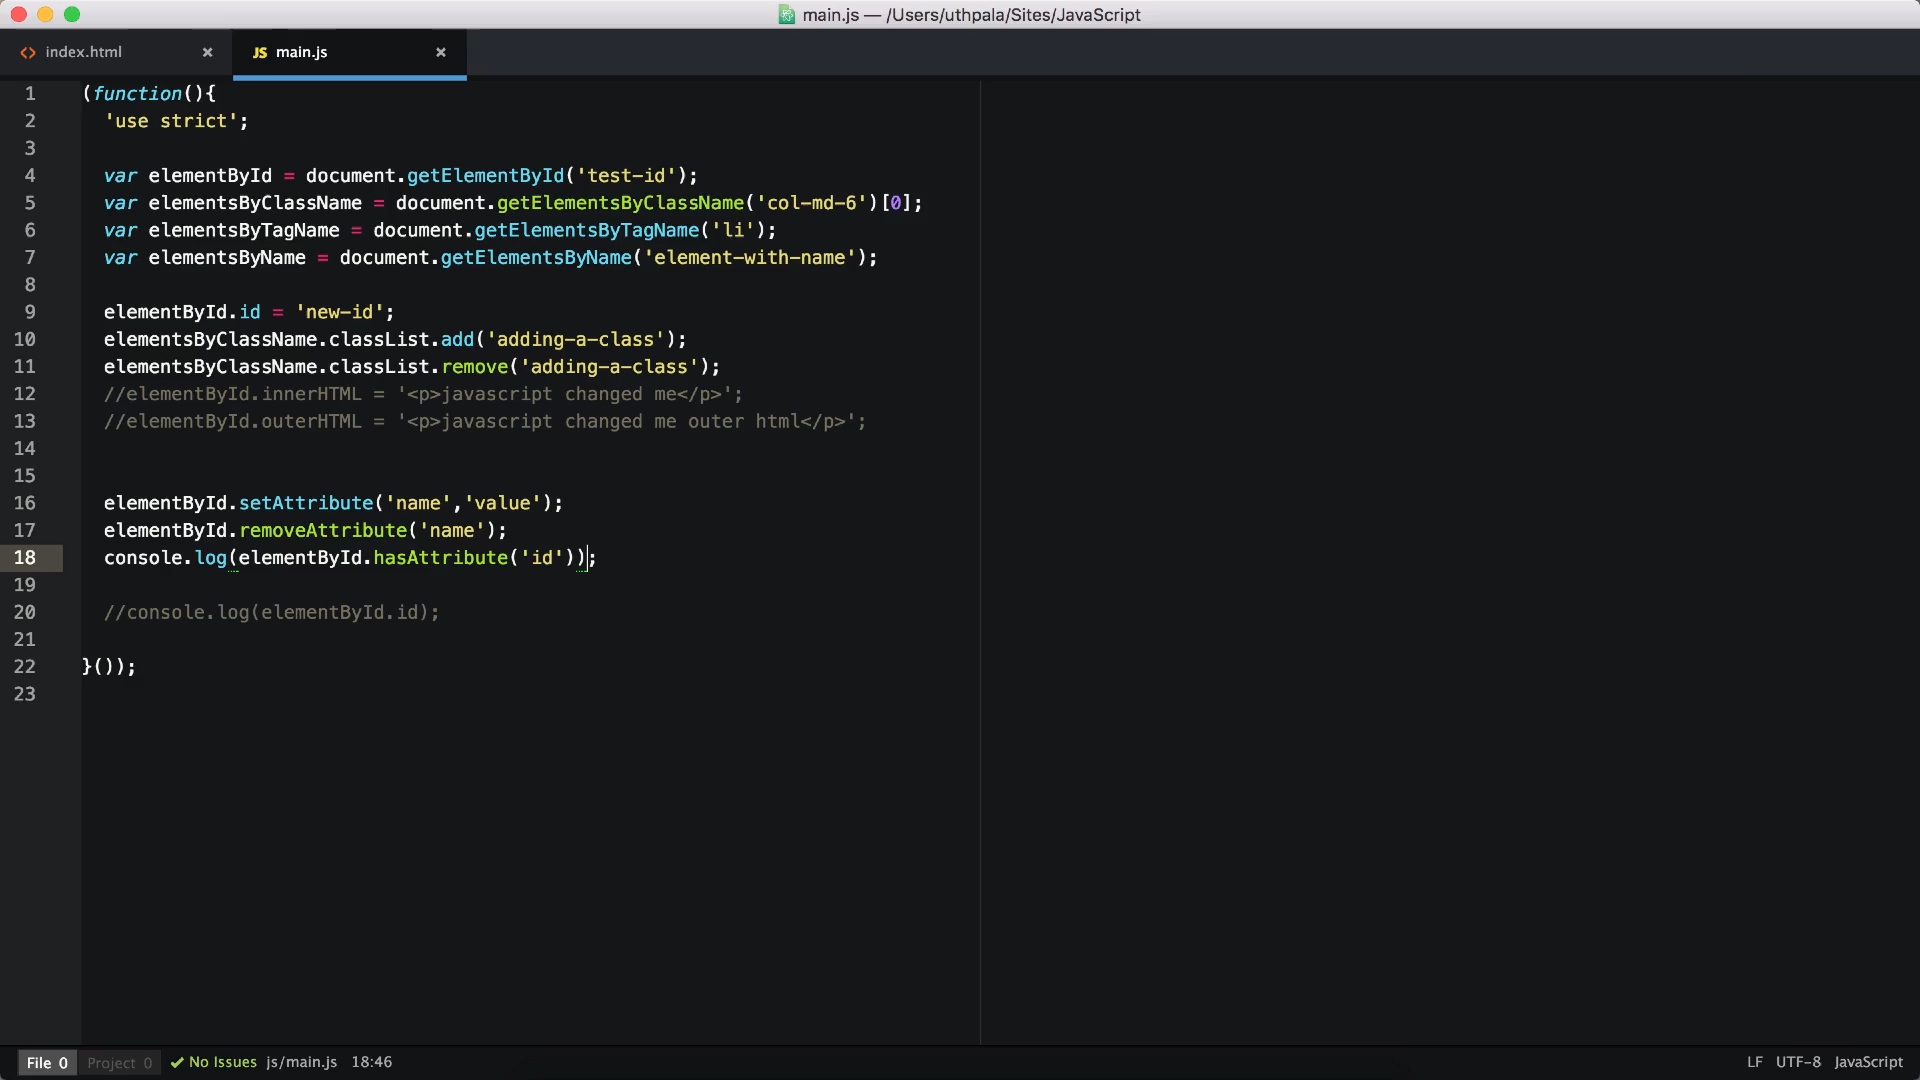 main.js — /Users/uthpala/Sites/JavaScript
<> index.html × JS main.js ×
1 (function(){
2 'use strict';
3
4 var elementById = document.getElementById('test-id');
5 var elementsByClassName = document.getElementsByClassName('col-md-6')[0];
6 var elementsByTagName = document.getElementsByTagName('li');
7 var elementsByName = document.getElementsByName('element-with-name');
8
9 elementById.id = 'new-id';
10 elementsByClassName.classList.add('adding-a-class');
11 elementsByClassName.classList.remove('adding-a-class');
12 //elementById.innerHTML = '<p>javascript changed me</p>';
13 //elementById.outerHTML = '<p>javascript changed me outer html</p>';
14
15
16 elementById.setAttribute('name','value');
17 elementById.removeAttribute('name');
18 console.log(elementById.hasAttribute('id'));
19
20 //console.log(elementById.id);
21
22 }());
23
File 0 Project 0 ✓ No Issues js/main.js 18:46 LF UTF-8 JavaScript